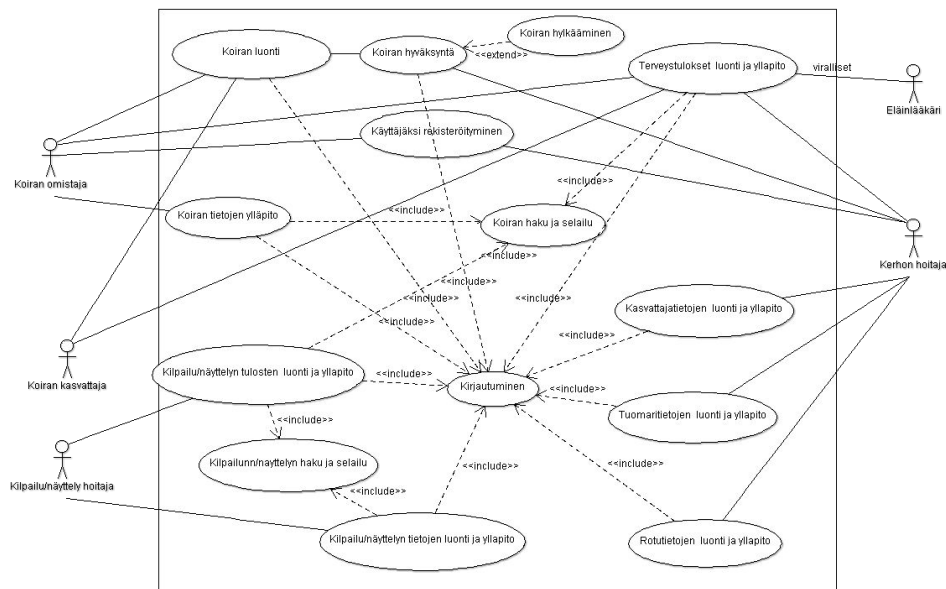 Koiran luonti
Koiran hyväksyntä
Koiran hylkääminen
<<extend>>
Terveystulokset luonti ja yllapito
viralliset
Eläinlääkäri
Käyttäjäksi rekisteröityminen
Koiran omistaja
<<include>>
Koiran tietojen ylläpito
<<include>>
Koiran haku ja selailu
<<include>>
Kerhon hoitaja
<<include>>
<<include>>
<<include>>
Kasvattajatietojen luonti ja yllapito
<<include>>
<<include>>
<<include>>
Koiran kasvattaja
Kilpailu/näyttelyn tulosten luonti ja yllapito
<<include>>
Kirjautuminen
<<include>>
Tuomaritietojen luonti ja yllapito
<<include>>
Kilpailunn/nayttelyn haku ja selailu
<<include>>
<<include>>
Kilpailu/näyttely hoitaja
<<include>>
Kilpailu/näyttelyn tietojen luonti ja yllapito
Rotutietojen luonti ja yllapito